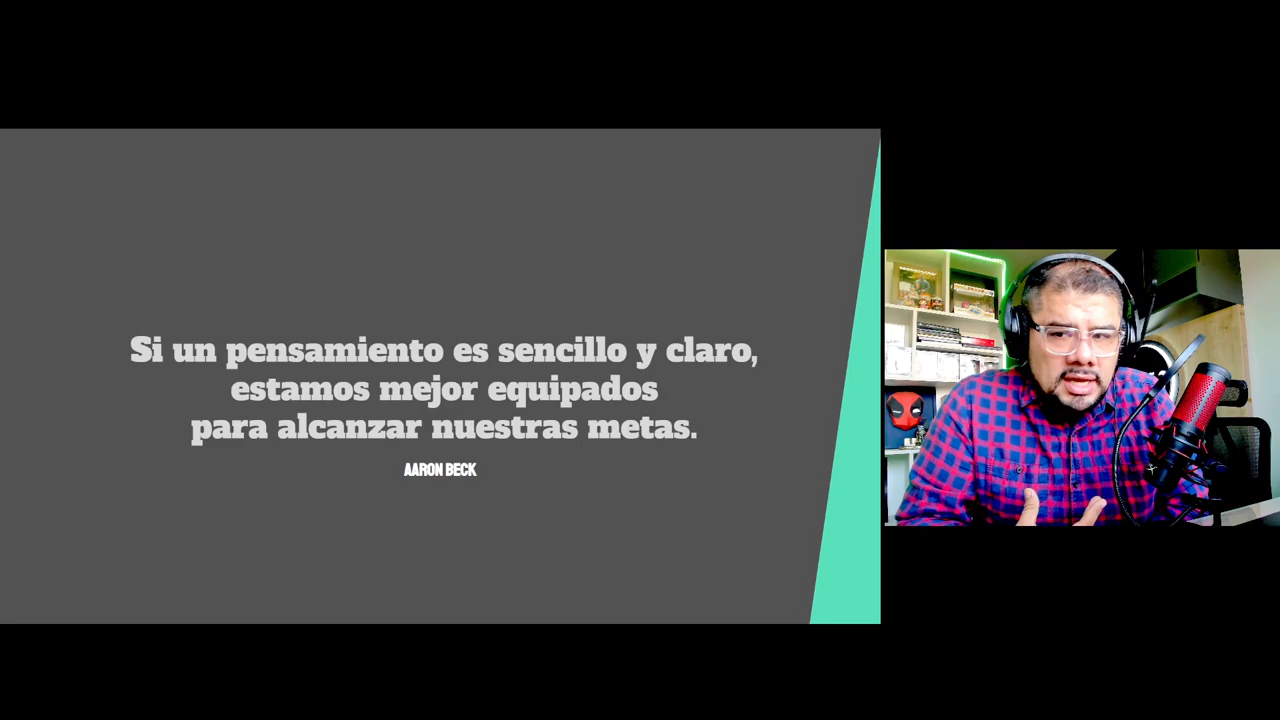 Si un pensamiento es sencillo y claro,
estamos mejor equipados
para alcanzar nuestras metas.
AARON BECK